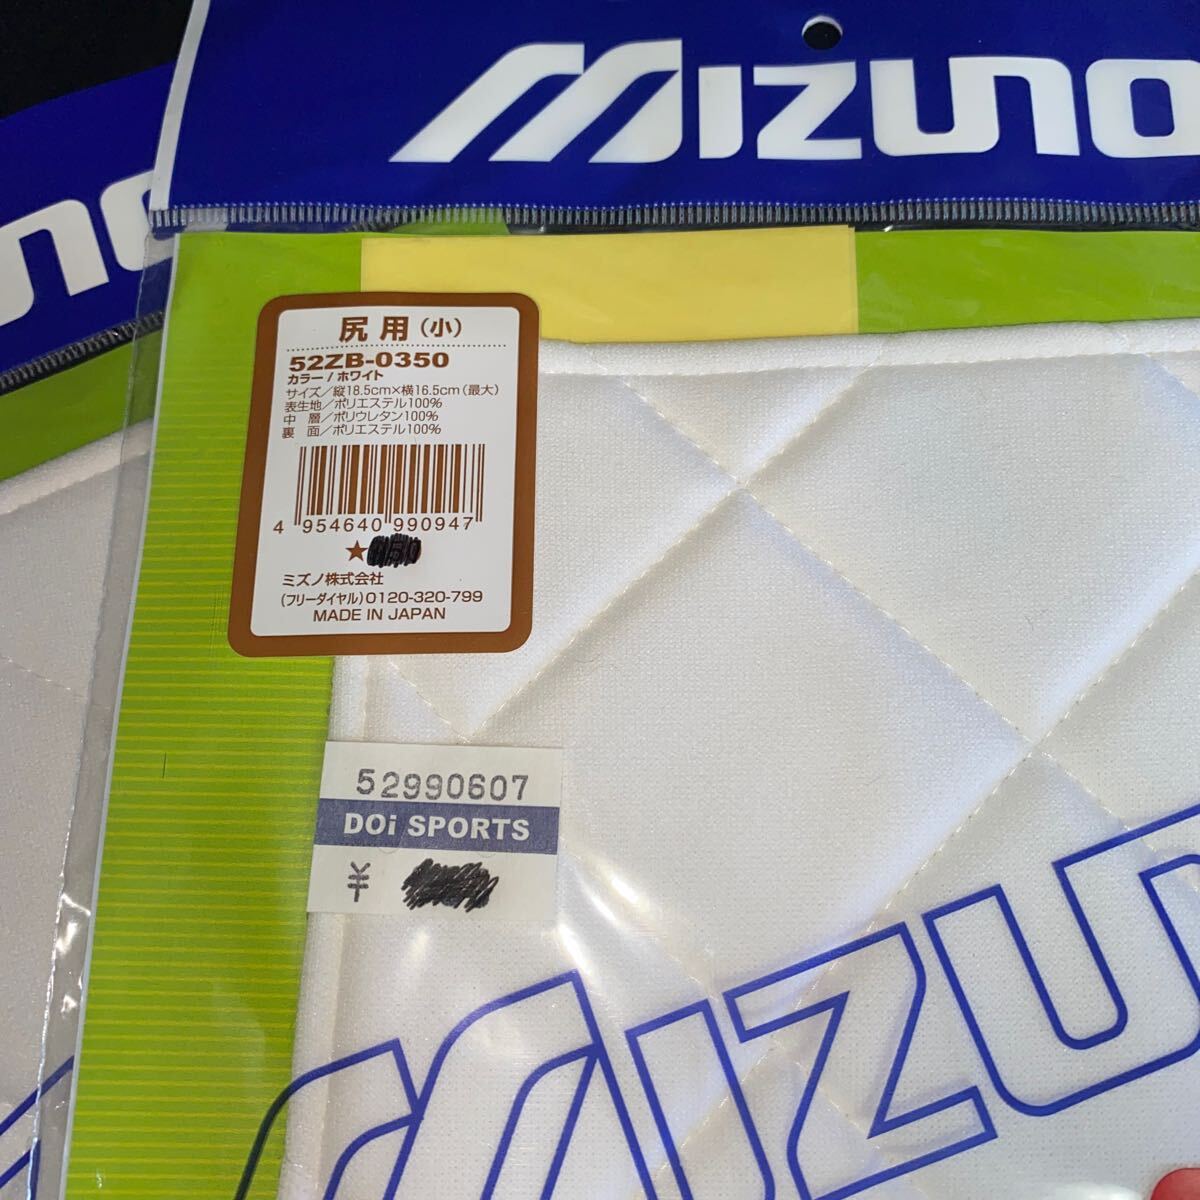 MIZUNO
尻用(小)
52ZB-0350
カラー/ホワイト
サイズ/縦18.5cm×横16.5cm(最大)
表生地/ポリエステル100%
中 層/ポリウレタン100%
裏 面/ポリエステル100%
4 954640 990947
★
ミズノ株式会社
(フリーダイヤル)0120-320-799
MADE IN JAPAN
52990607
DOi SPORTS
¥
MIZUN